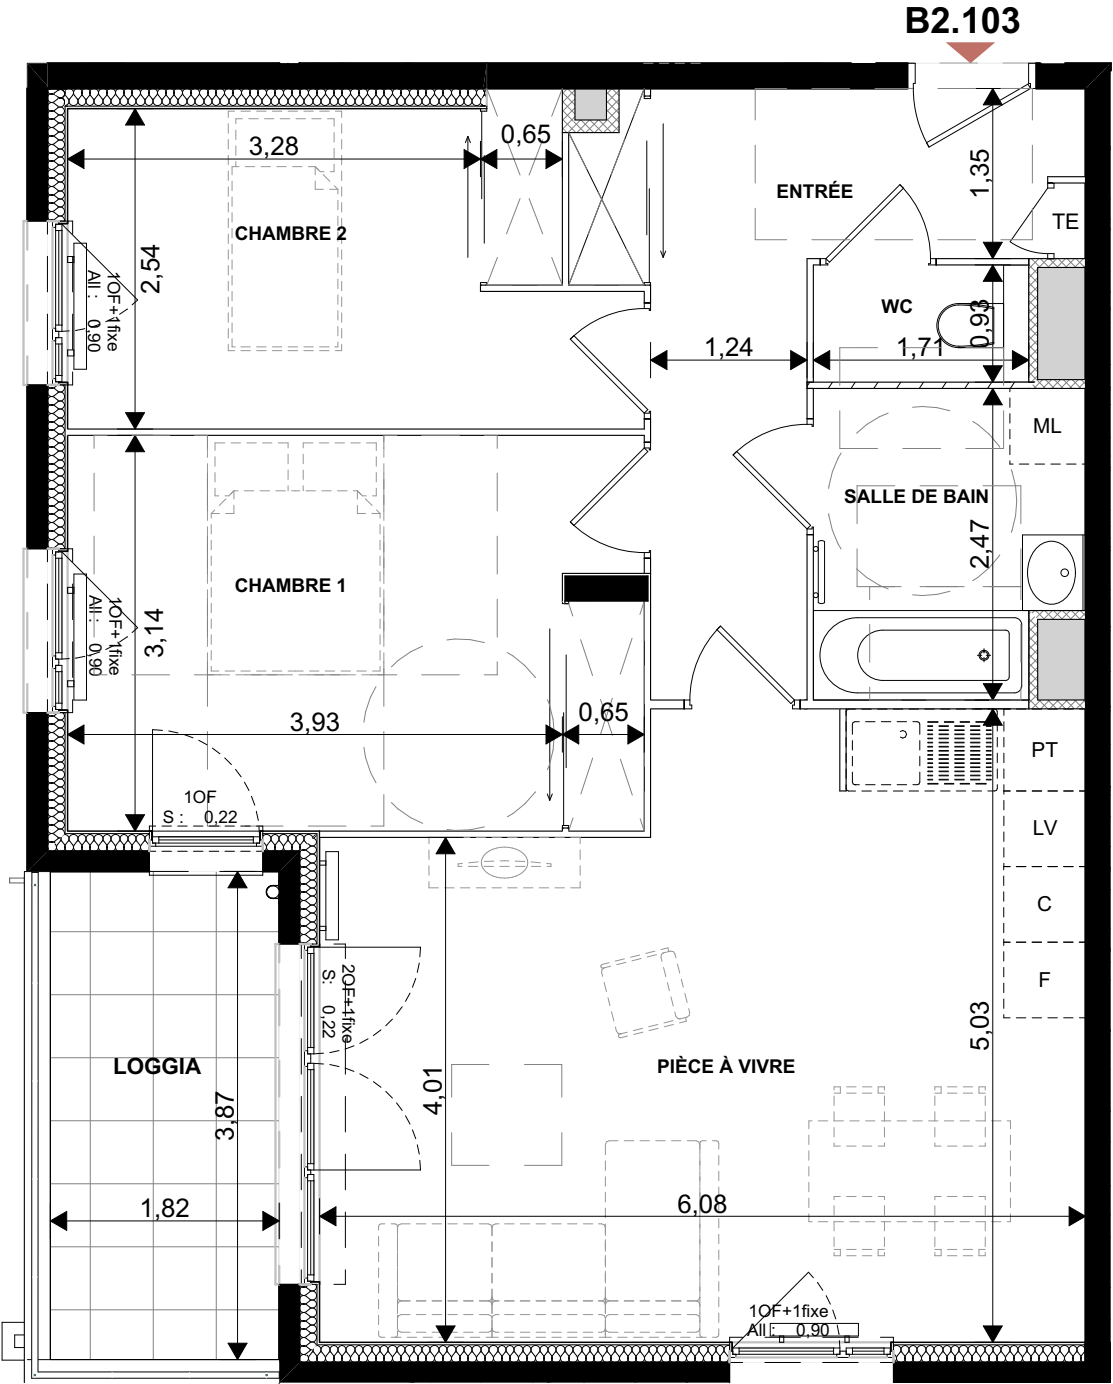 B2.103
3,28
0,65
1,35
ENTRÉE
TE
CHAMBRE 2
2,54
1OF+1fixe
All : 0,90
WC
0,93
1,24
1,71
ML
SALLE DE BAIN
2,47
CHAMBRE 1
3,14
1OF+1fixe
All : 0,90
3,93
0,65
1OF
S : 0,22
PT
LV
C
F
2OF+1fixe
S: 0,22
LOGGIA
3,87
4,01
PIÈCE À VIVRE
5,03
1,82
6,08
1OF+1fixe
All : 0,90